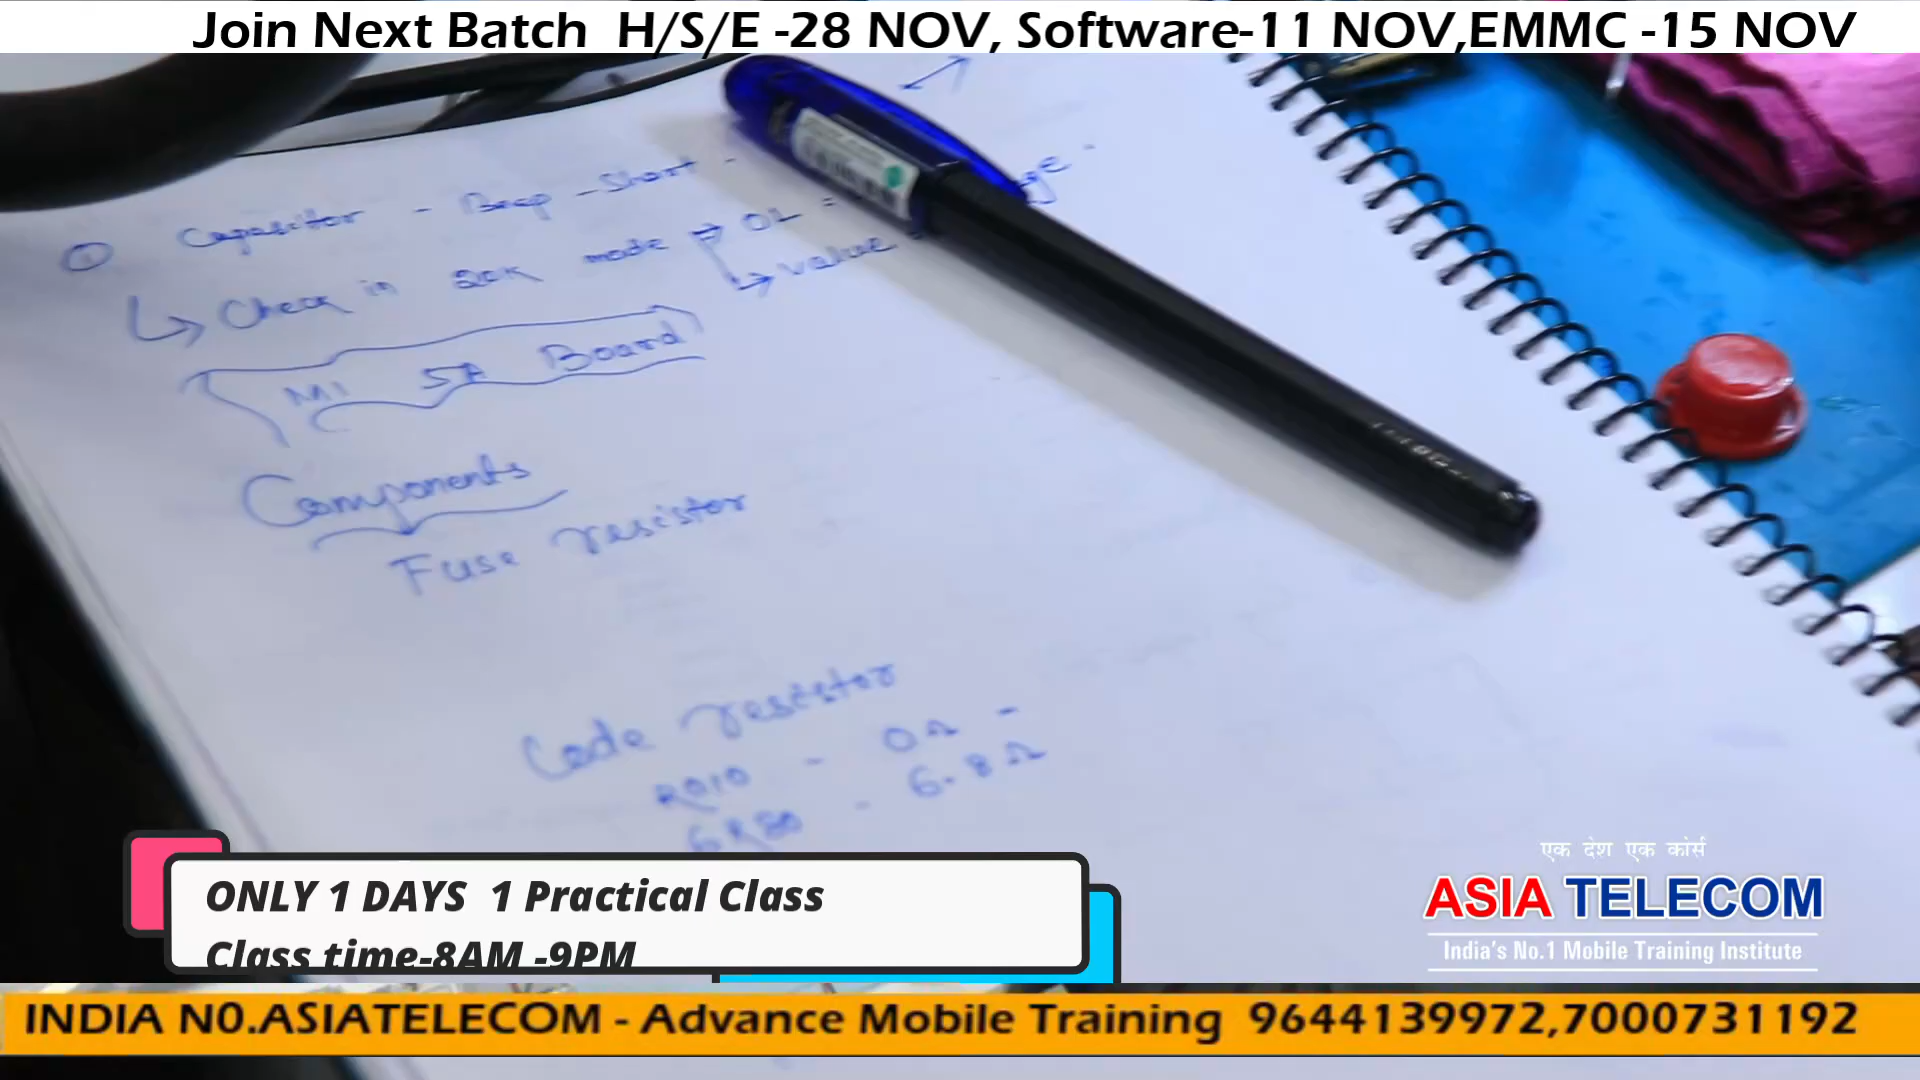 Join Next Batch H/S/E -28 NOV, Software-11 NOV,EMMC -15 NOV
① Capasitor - Beep - Short -
↳ Check in 20K mode → OL =
↳ value
MI 5A Board
Components
Fuse resistor
Code resistor
R010 - 0Ω -
6R80 - 6.8Ω
ONLY 1 DAYS 1 Practical Class
Class time-8AM -9PM
एक देश एक कोर्स
ASIA TELECOM
India's No.1 Mobile Training Institute
INDIA N0.ASIATELECOM - Advance Mobile Training 9644139972,7000731192